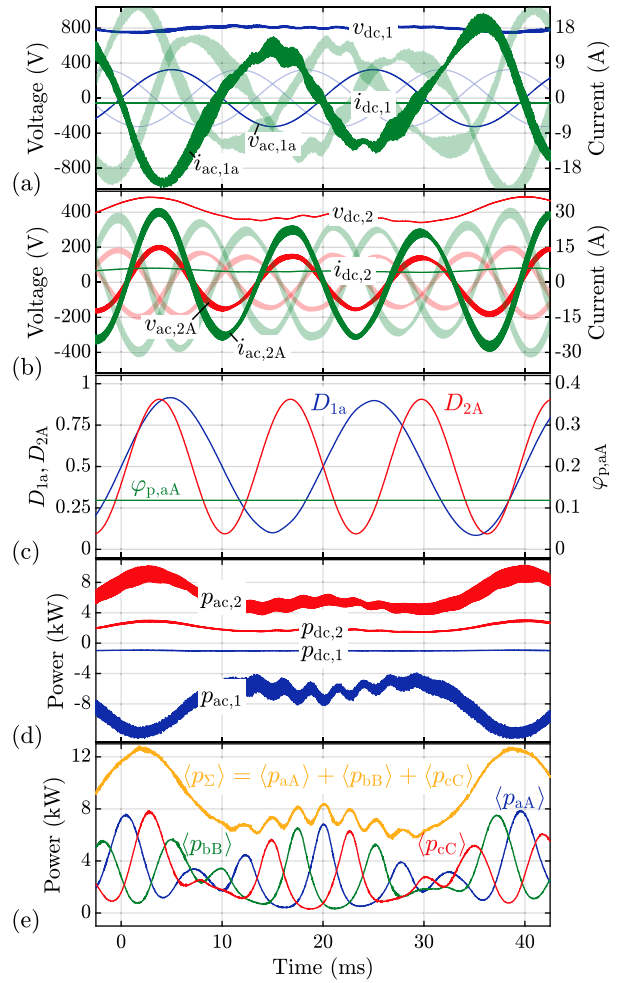 800
400
0
-400
-800
Voltage (V)
18
9
0
-9
-18
Current (A)
v_dc,1
i_dc,1
v_ac,1a
i_ac,1a
(a)
400
200
0
-200
-400
Voltage (V)
30
15
0
-15
-30
Current (A)
v_dc,2
i_dc,2
v_ac,2A
i_ac,2A
(b)
1
0.75
0.5
0.25
0
D_1a, D_2A
0.4
0.3
0.2
0.1
0
φ_p,aA
D_1a
D_2A
φ_p,aA
(c)
8
4
0
-4
-8
Power (kW)
p_ac,2
p_dc,2
p_dc,1
p_ac,1
(d)
12
8
4
0
Power (kW)
⟨p_Σ⟩ = ⟨p_aA⟩ + ⟨p_bB⟩ + ⟨p_cC⟩
⟨p_aA⟩
⟨p_bB⟩
⟨p_cC⟩
(e)
0 10 20 30 40
Time (ms)